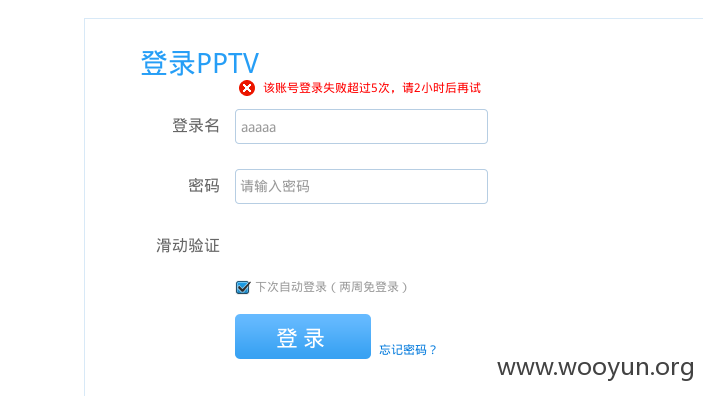 登录PPTV
该账号登录失败超过5次，请2小时后再试
登录名 aaaaa
密码 请输入密码
滑动验证
下次自动登录（两周免登录）
登 录 忘记密码？
www.wooyun.org